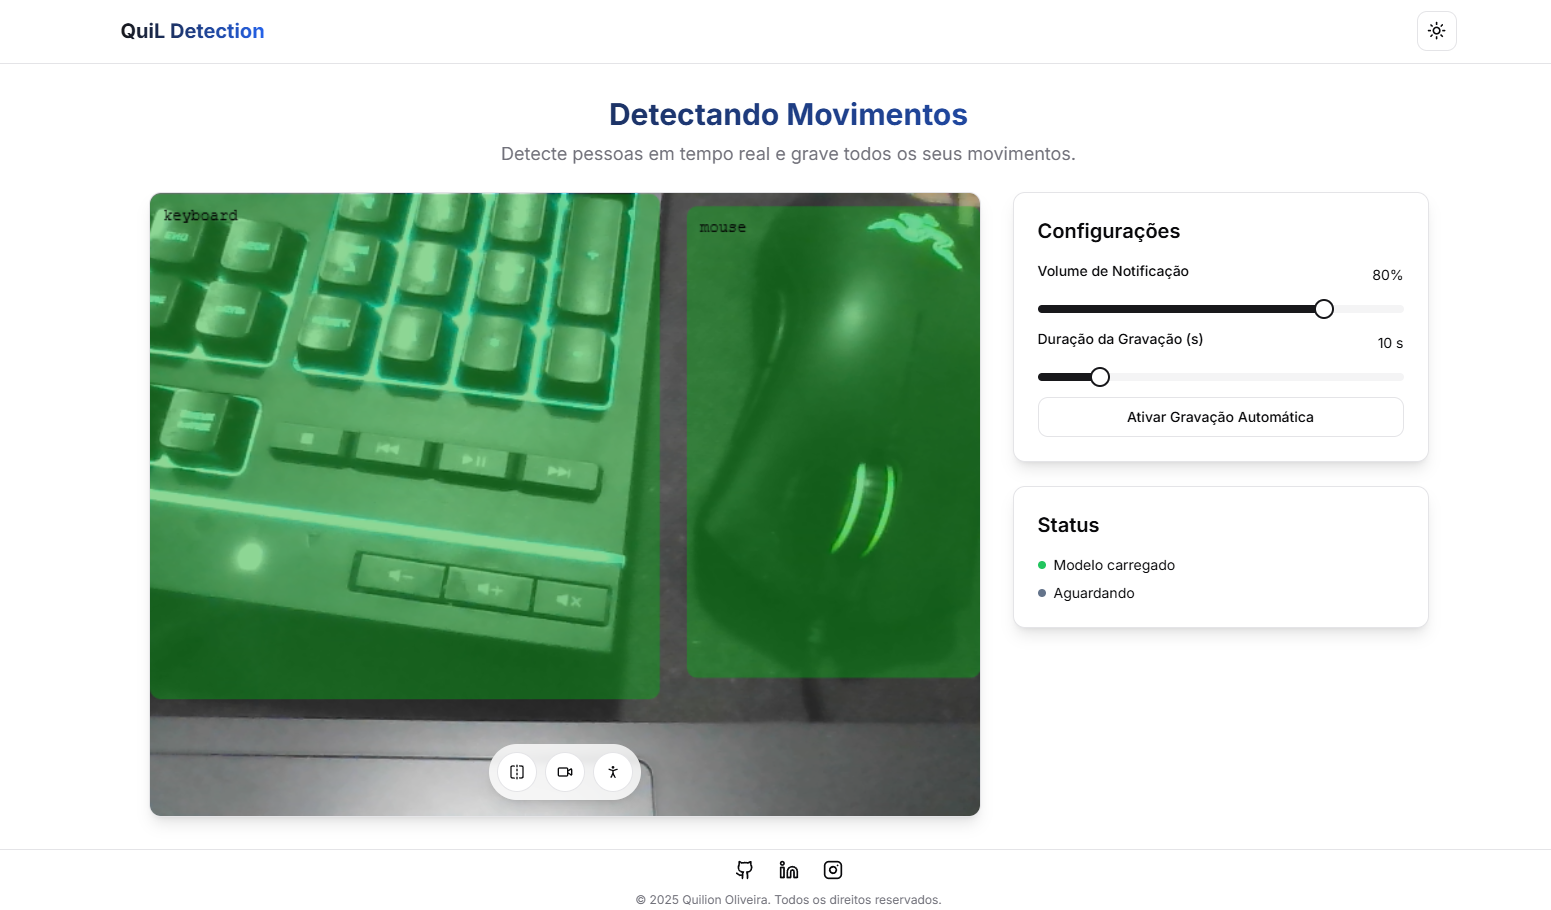 QuiL Detection
Detectando Movimentos
Detecte pessoas em tempo real e grave todos os seus movimentos.
keyboard
mouse
Configurações
Volume de Notificação
80%
Duração da Gravação (s)
10 s
Ativar Gravação Automática
Status
Modelo carregado
Aguardando
© 2025 Quilion Oliveira. Todos os direitos reservados.